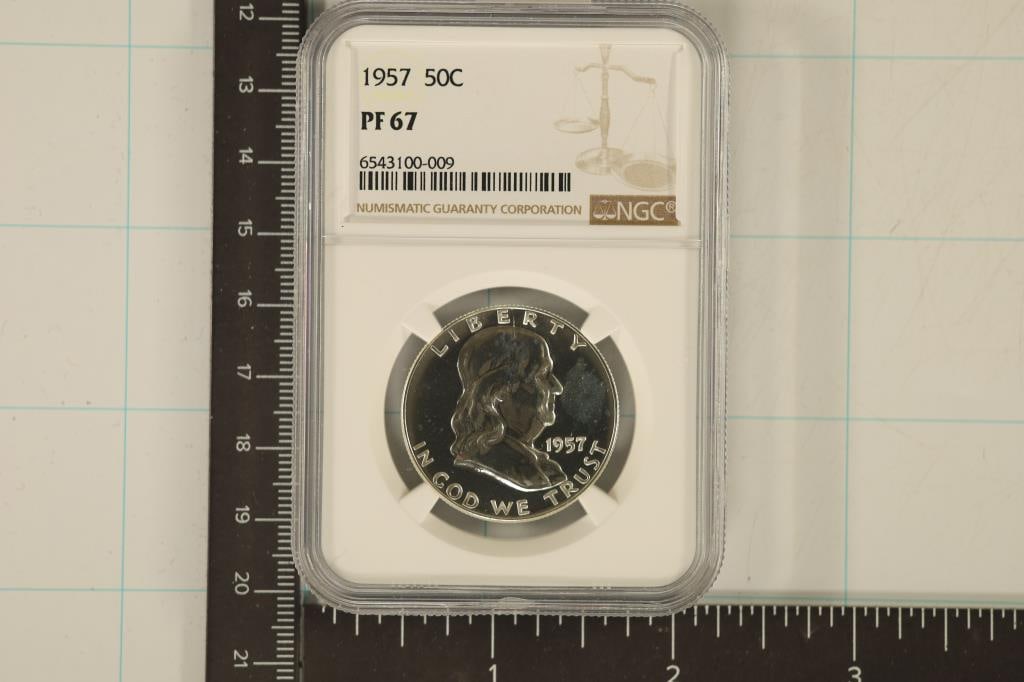 1957 50C
PF 67
6543100-009
NUMISMATIC GUARANTY CORPORATION
NGC®
LIBERTY
1957
IN GOD WE TRUST
12
13
14
15
16
17
18
19
20
21
1 2 3